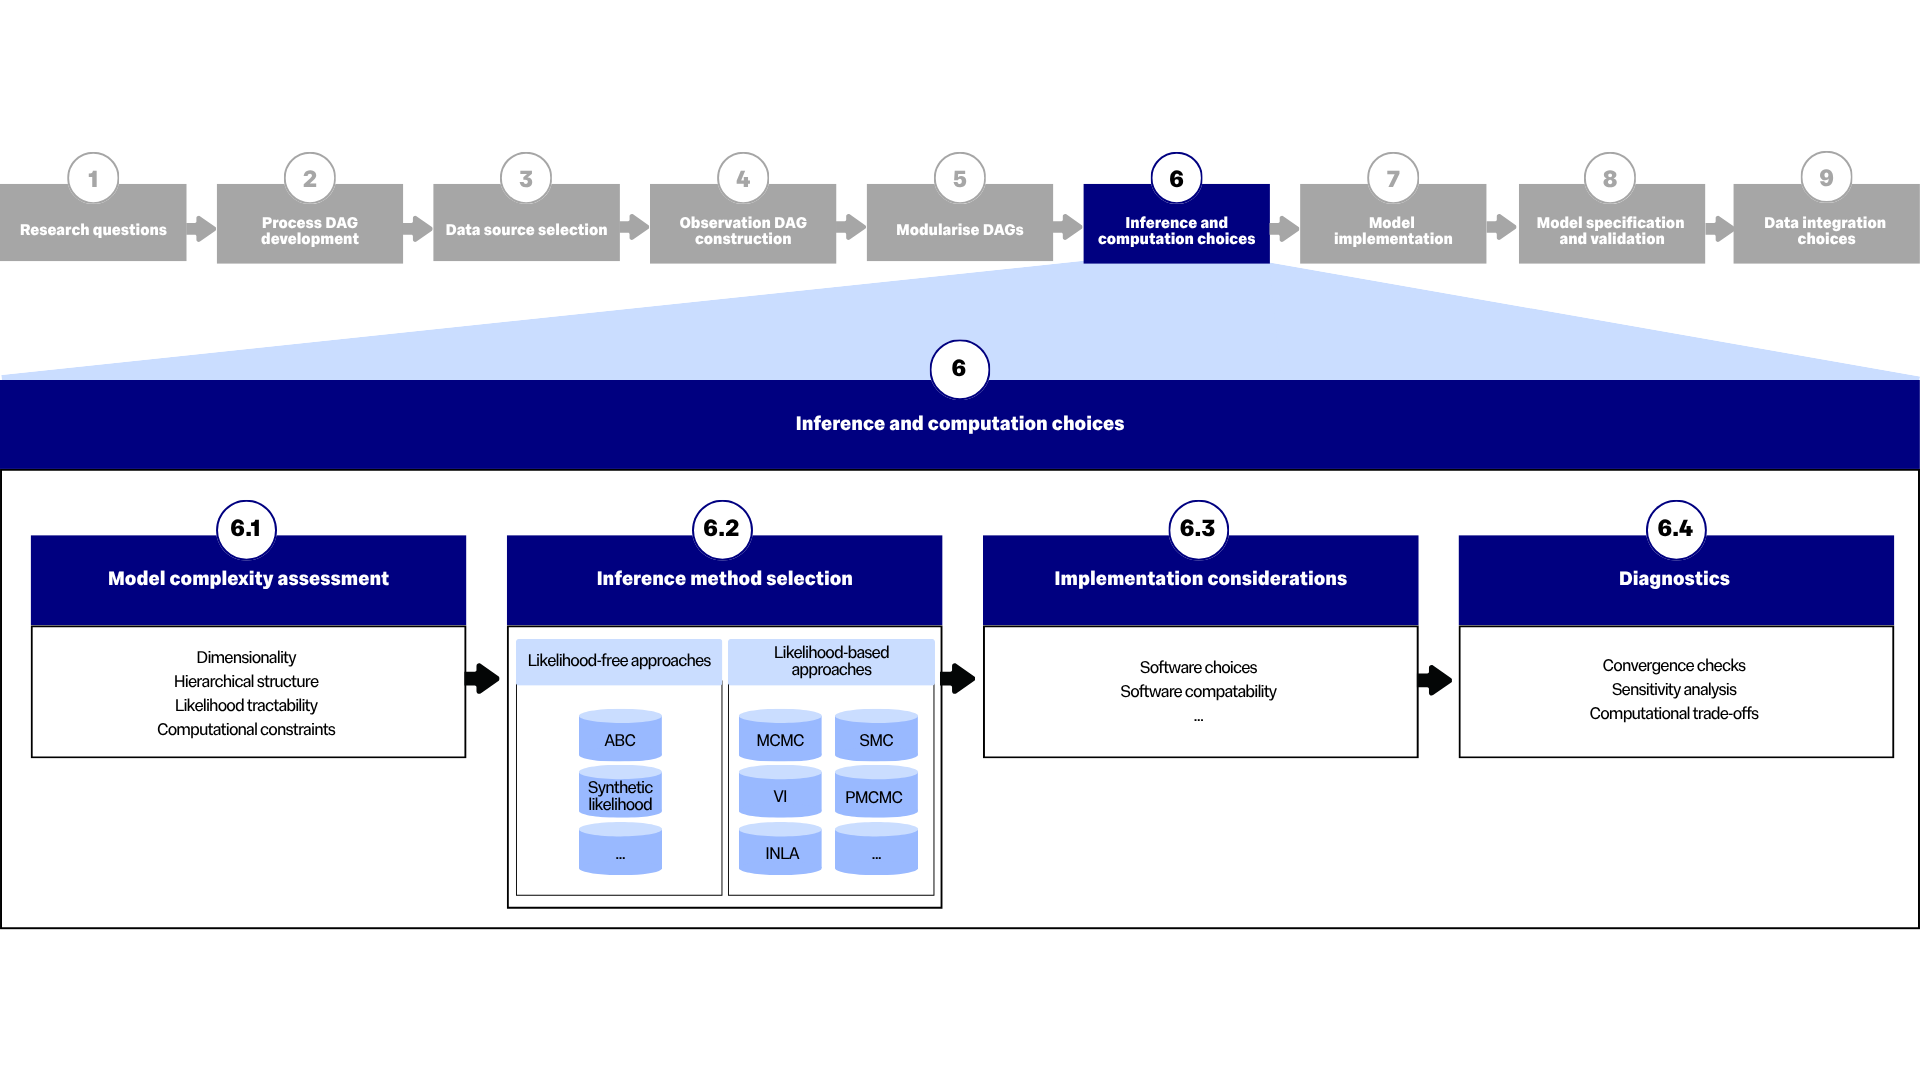 1
Research questions
2
Process DAG
development
3
Data source selection
4
Observation DAG
construction
5
Modularise DAGs
6
Inference and
computation choices
7
Model
implementation
8
Model specification
and validation
9
Data integration
choices
6
Inference and computation choices
6.1
Model complexity assessment
Dimensionality
Hierarchical structure
Likelihood tractability
Computational constraints
6.2
Inference method selection
Likelihood-free approaches
ABC
Synthetic
likelihood
...
Likelihood-based
approaches
MCMC
SMC
VI
PMCMC
INLA
...
6.3
Implementation considerations
Software choices
Software compatability
...
6.4
Diagnostics
Convergence checks
Sensitivity analysis
Computational trade-offs